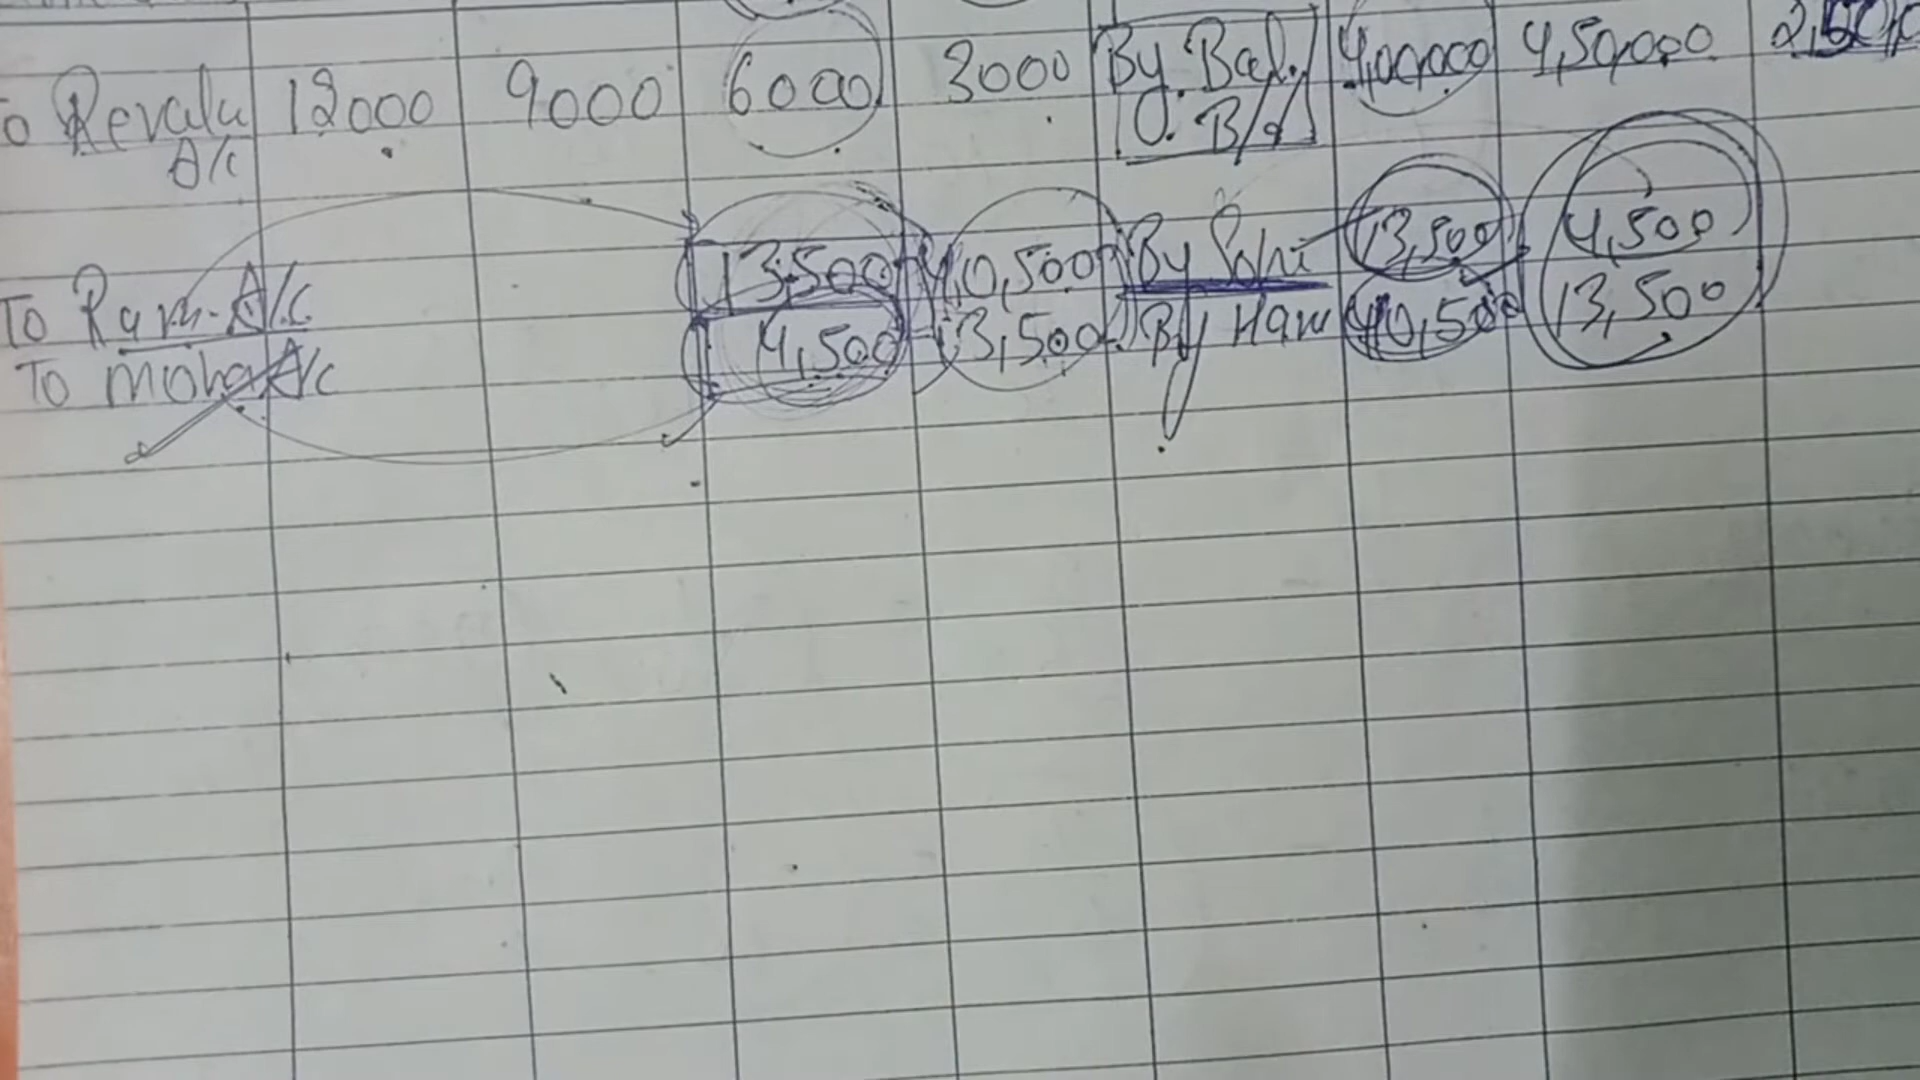 To Revalu 12000 9000 6000 3000 By Bal. 4,00,000 4,50,000
A/c B/d
13,500 40,500 By Sohi 13,500 4,500
To Ram A/c
4,500 13,500 By Ham 40,500 13,500
To Moha A/c